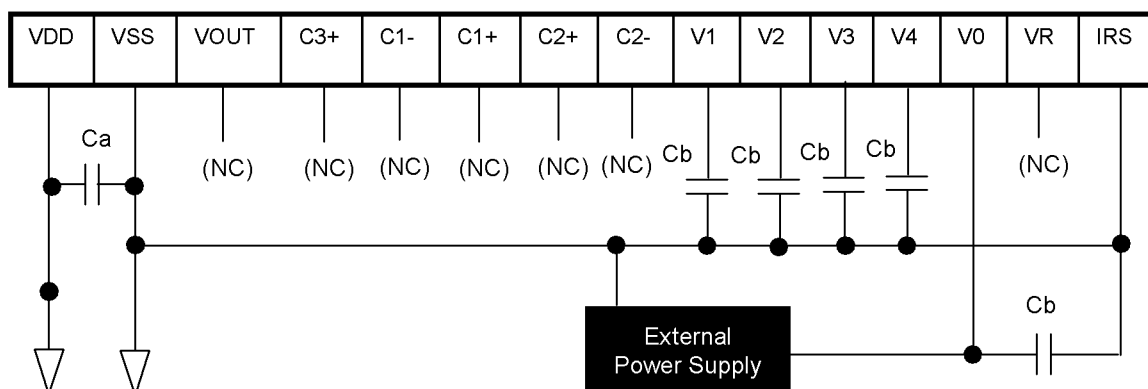 VDD VSS VOUT C3+ C1- C1+ C2+ C2- V1 V2 V3 V4 V0 VR IRS
Ca
(NC) (NC) (NC) (NC) (NC) (NC) Cb Cb Cb Cb (NC)
External
Power Supply
Cb